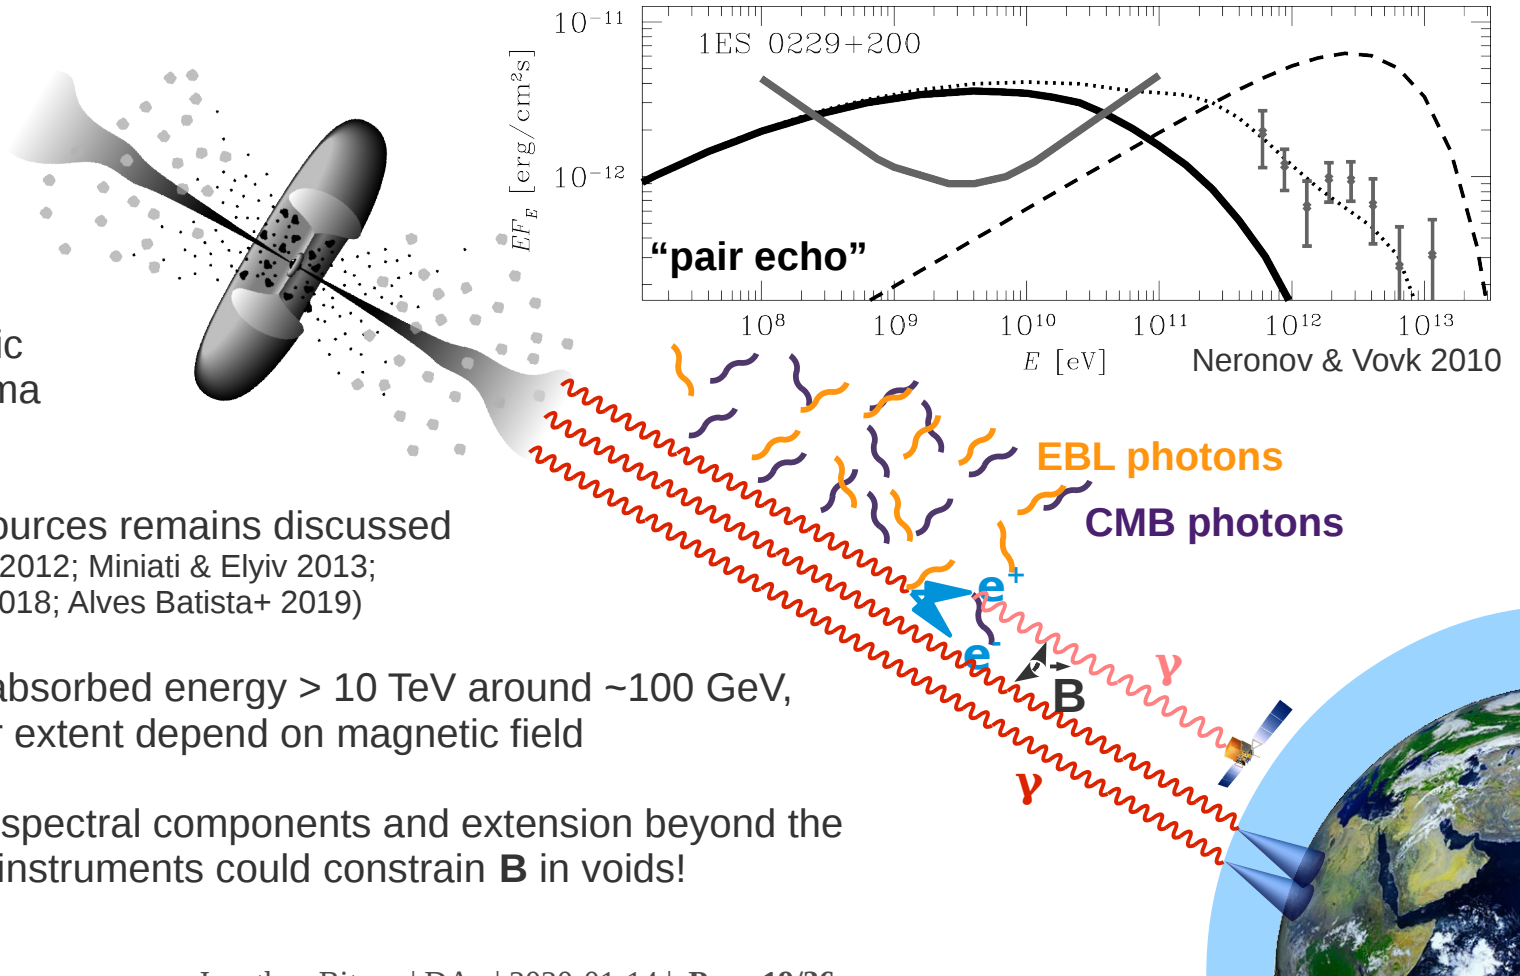 10⁻¹¹
1ES 0229+200
EF_E [erg/cm²s]
10⁻¹²
“pair echo”
10⁸ 10⁹ 10¹⁰ 10¹¹ 10¹² 10¹³
E [eV]
Neronov & Vovk 2010
ic
ma
EBL photons
CMB photons
ources remains discussed
2012; Miniati & Elyiv 2013;
018; Alves Batista+ 2019)
e⁺
e⁻
γ
B
absorbed energy > 10 TeV around ~100 GeV,
r extent depend on magnetic field
γ
spectral components and extension beyond the
instruments could constrain B in voids!